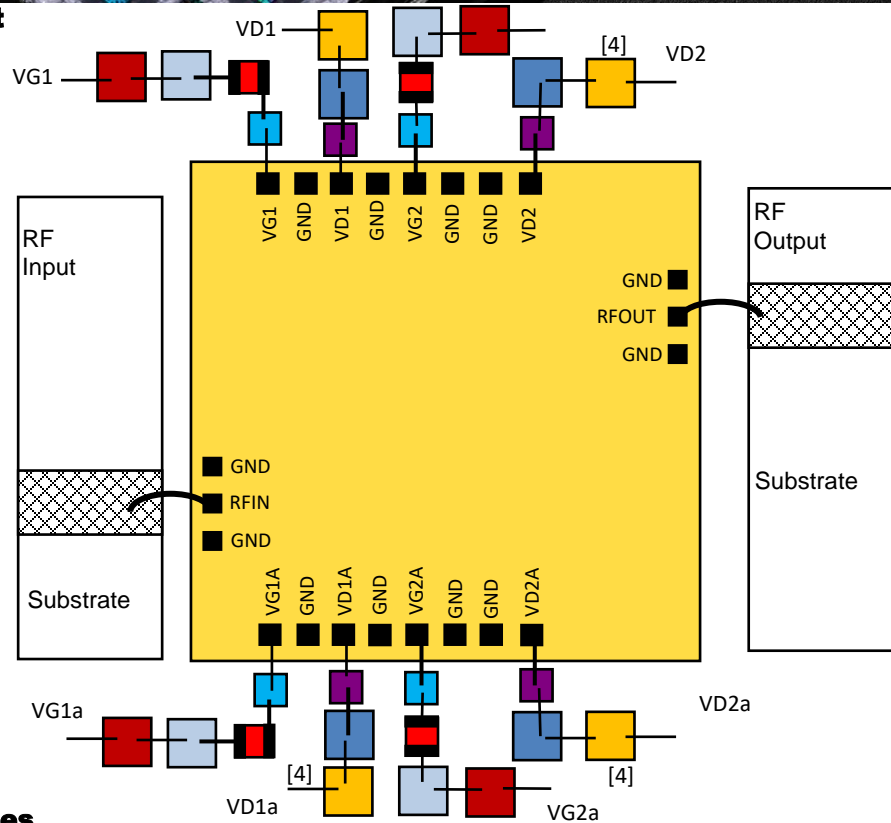 t
VD1
[4]
VD2
VG1
VG1
GND
VD1
GND
VG2
GND
GND
VD2
RF
Input
RF
Output
GND
RFOUT
GND
GND
RFIN
GND
Substrate
Substrate
VG1A
GND
VD1A
GND
VG2A
GND
GND
VD2A
VG1a
VD2a
[4]
[4]
VD1a
VG2a
es